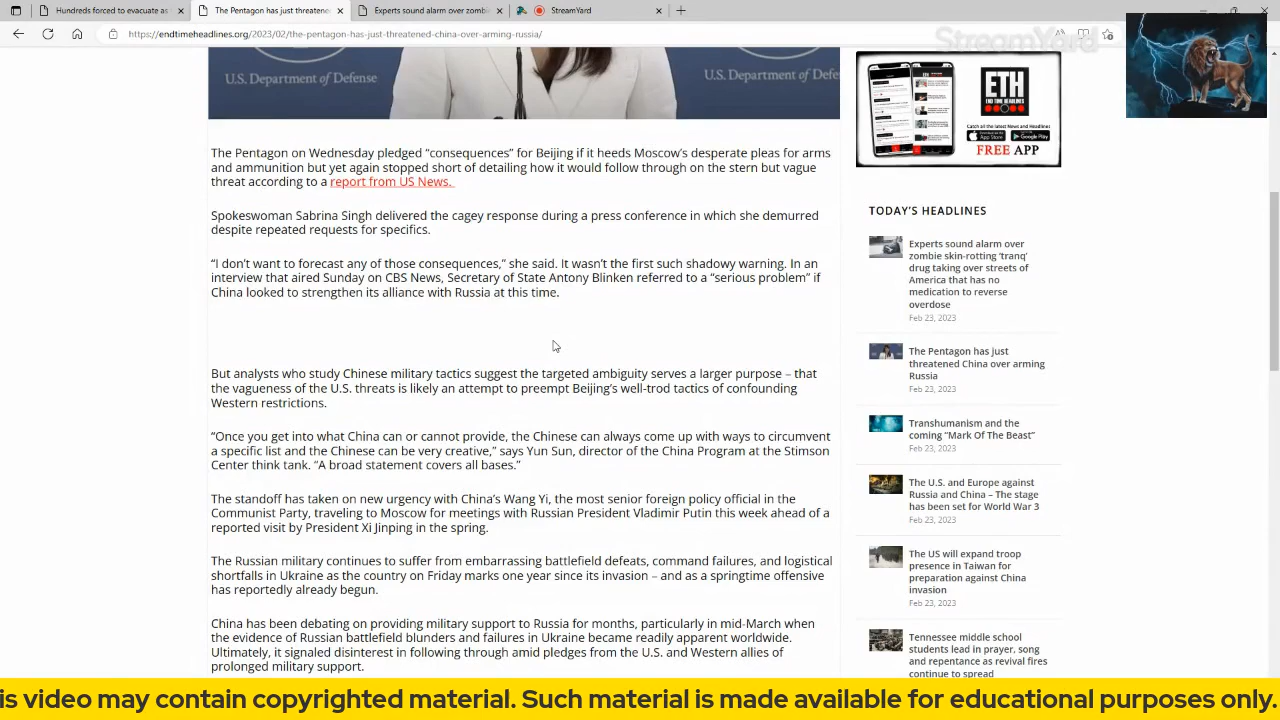 Hundreds forced to evacuate as
The Pentagon has just threatene
Experts sound alarm over zombi
StreamYard
https://endtimeheadlines.org/2023/02/the-pentagon-has-just-threatened-china-over-arming-russia/
StreamYard
U.S. Department of Defense
U.S. Department of Defe
The Pentagon on Wednesday pledged “consequences” for Beijing if it heeds Moscow’s desperate pleas for arms
and ammunition but yet again stopped short of detailing how it would follow through on the stern but vague
threat according to a report from US News.
Spokeswoman Sabrina Singh delivered the cagey response during a press conference in which she demurred
despite repeated requests for specifics.
“I don’t want to forecast any of those consequences,” she said. It wasn’t the first such shadowy warning. In an
interview that aired Sunday on CBS News, Secretary of State Antony Blinken referred to a “serious problem” if
China looked to strengthen its alliance with Russia at this time.
But analysts who study Chinese military tactics suggest the targeted ambiguity serves a larger purpose – that
the vagueness of the U.S. threats is likely an attempt to preempt Beijing’s well-trod tactics of confounding
Western restrictions.
“Once you get into what China can or cannot provide, the Chinese can always come up with ways to circumvent
a specific list and the Chinese can be very creative,” says Yun Sun, director of the China Program at the Stimson
Center think tank. “A broad statement covers all bases.”
The standoff has taken on new urgency with China’s Wang Yi, the most senior foreign policy official in the
Communist Party, traveling to Moscow for meetings with Russian President Vladimir Putin this week ahead of a
reported visit by President Xi Jinping in the spring.
The Russian military continues to suffer from embarrassing battlefield defeats, command failures, and logistical
shortfalls in Ukraine as the country on Friday marks one year since its invasion – and as a springtime offensive
has reportedly already begun.
China has been debating on providing military support to Russia for months, particularly in mid-March when
the evidence of Russian battlefield blunders and failures in Ukraine became readily apparent worldwide.
Ultimately, it signaled disinterest in following through amid pledges from the U.S. and Western allies of
prolonged military support.
ETH
END TIME HEADLINES
Catch all the latest News and Headlines
App Store
Google Play
FREE APP
TODAY’S HEADLINES
Experts sound alarm over
zombie skin-rotting ‘tranq’
drug taking over streets of
America that has no
medication to reverse
overdose
Feb 23, 2023
The Pentagon has just
threatened China over arming
Russia
Feb 23, 2023
Transhumanism and the
coming “Mark Of The Beast”
Feb 23, 2023
The U.S. and Europe against
Russia and China – The stage
has been set for World War 3
Feb 23, 2023
The US will expand troop
presence in Taiwan for
preparation against China
invasion
Feb 23, 2023
Tennessee middle school
students lead in prayer, song
and repentance as revival fires
continue to spread
is video may contain copyrighted material. Such material is made available for educational purposes only.